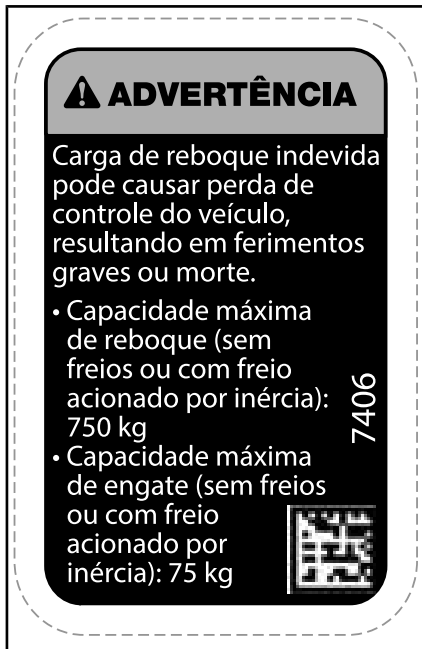 ADVERTÊNCIA
Carga de reboque indevida
pode causar perda de
controle do veículo,
resultando em ferimentos
graves ou morte.
• Capacidade máxima
de reboque (sem
freios ou com freio
acionado por inércia):
750 kg
• Capacidade máxima
de engate (sem freios
ou com freio
acionado por
inércia): 75 kg
7406